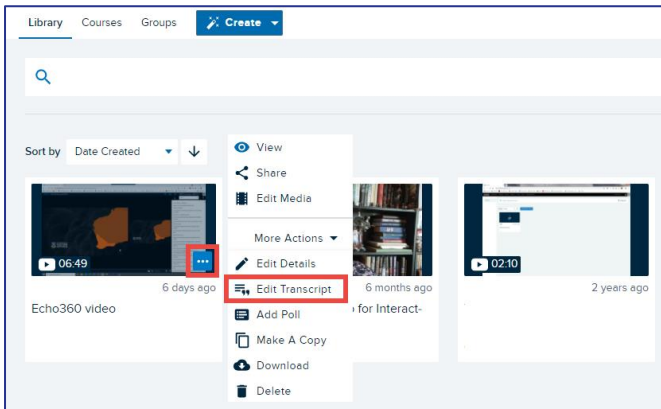 Library Courses Groups Create
Sort by Date Created
View
Share
Edit Media
More Actions
Edit Details
Edit Transcript
Add Poll
Make A Copy
Download
Delete
06:49
6 days ago
Echo360 video
6 months ago
for Interact-
02:10
2 years ago